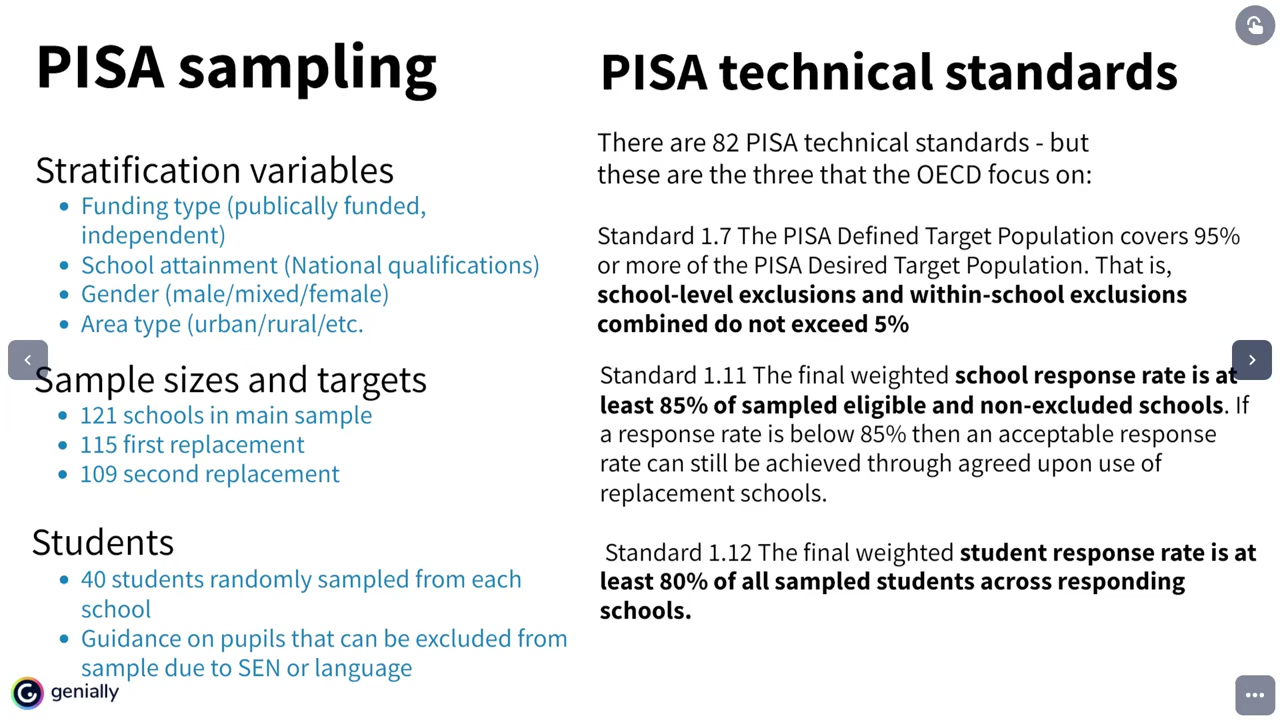 PISA sampling
Stratification variables
Funding type (publically funded,
independent)
School attainment (National qualifications)
Gender (male/mixed/female)
Area type (urban/rural/etc.
Sample sizes and targets
121 schools in main sample
115 first replacement
109 second replacement
Students
40 students randomly sampled from each
school
Guidance on pupils that can be excluded from
sample due to SEN or language
genially
PISA technical standards
There are 82 PISA technical standards - but
these are the three that the OECD focus on:
Standard 1.7 The PISA Defined Target Population covers 95%
or more of the PISA Desired Target Population. That is,
school-level exclusions and within-school exclusions
combined do not exceed 5%
Standard 1.11 The final weighted school response rate is at
least 85% of sampled eligible and non-excluded schools. If
a response rate is below 85% then an acceptable response
rate can still be achieved through agreed upon use of
replacement schools.
Standard 1.12 The final weighted student response rate is at
least 80% of all sampled students across responding
schools.